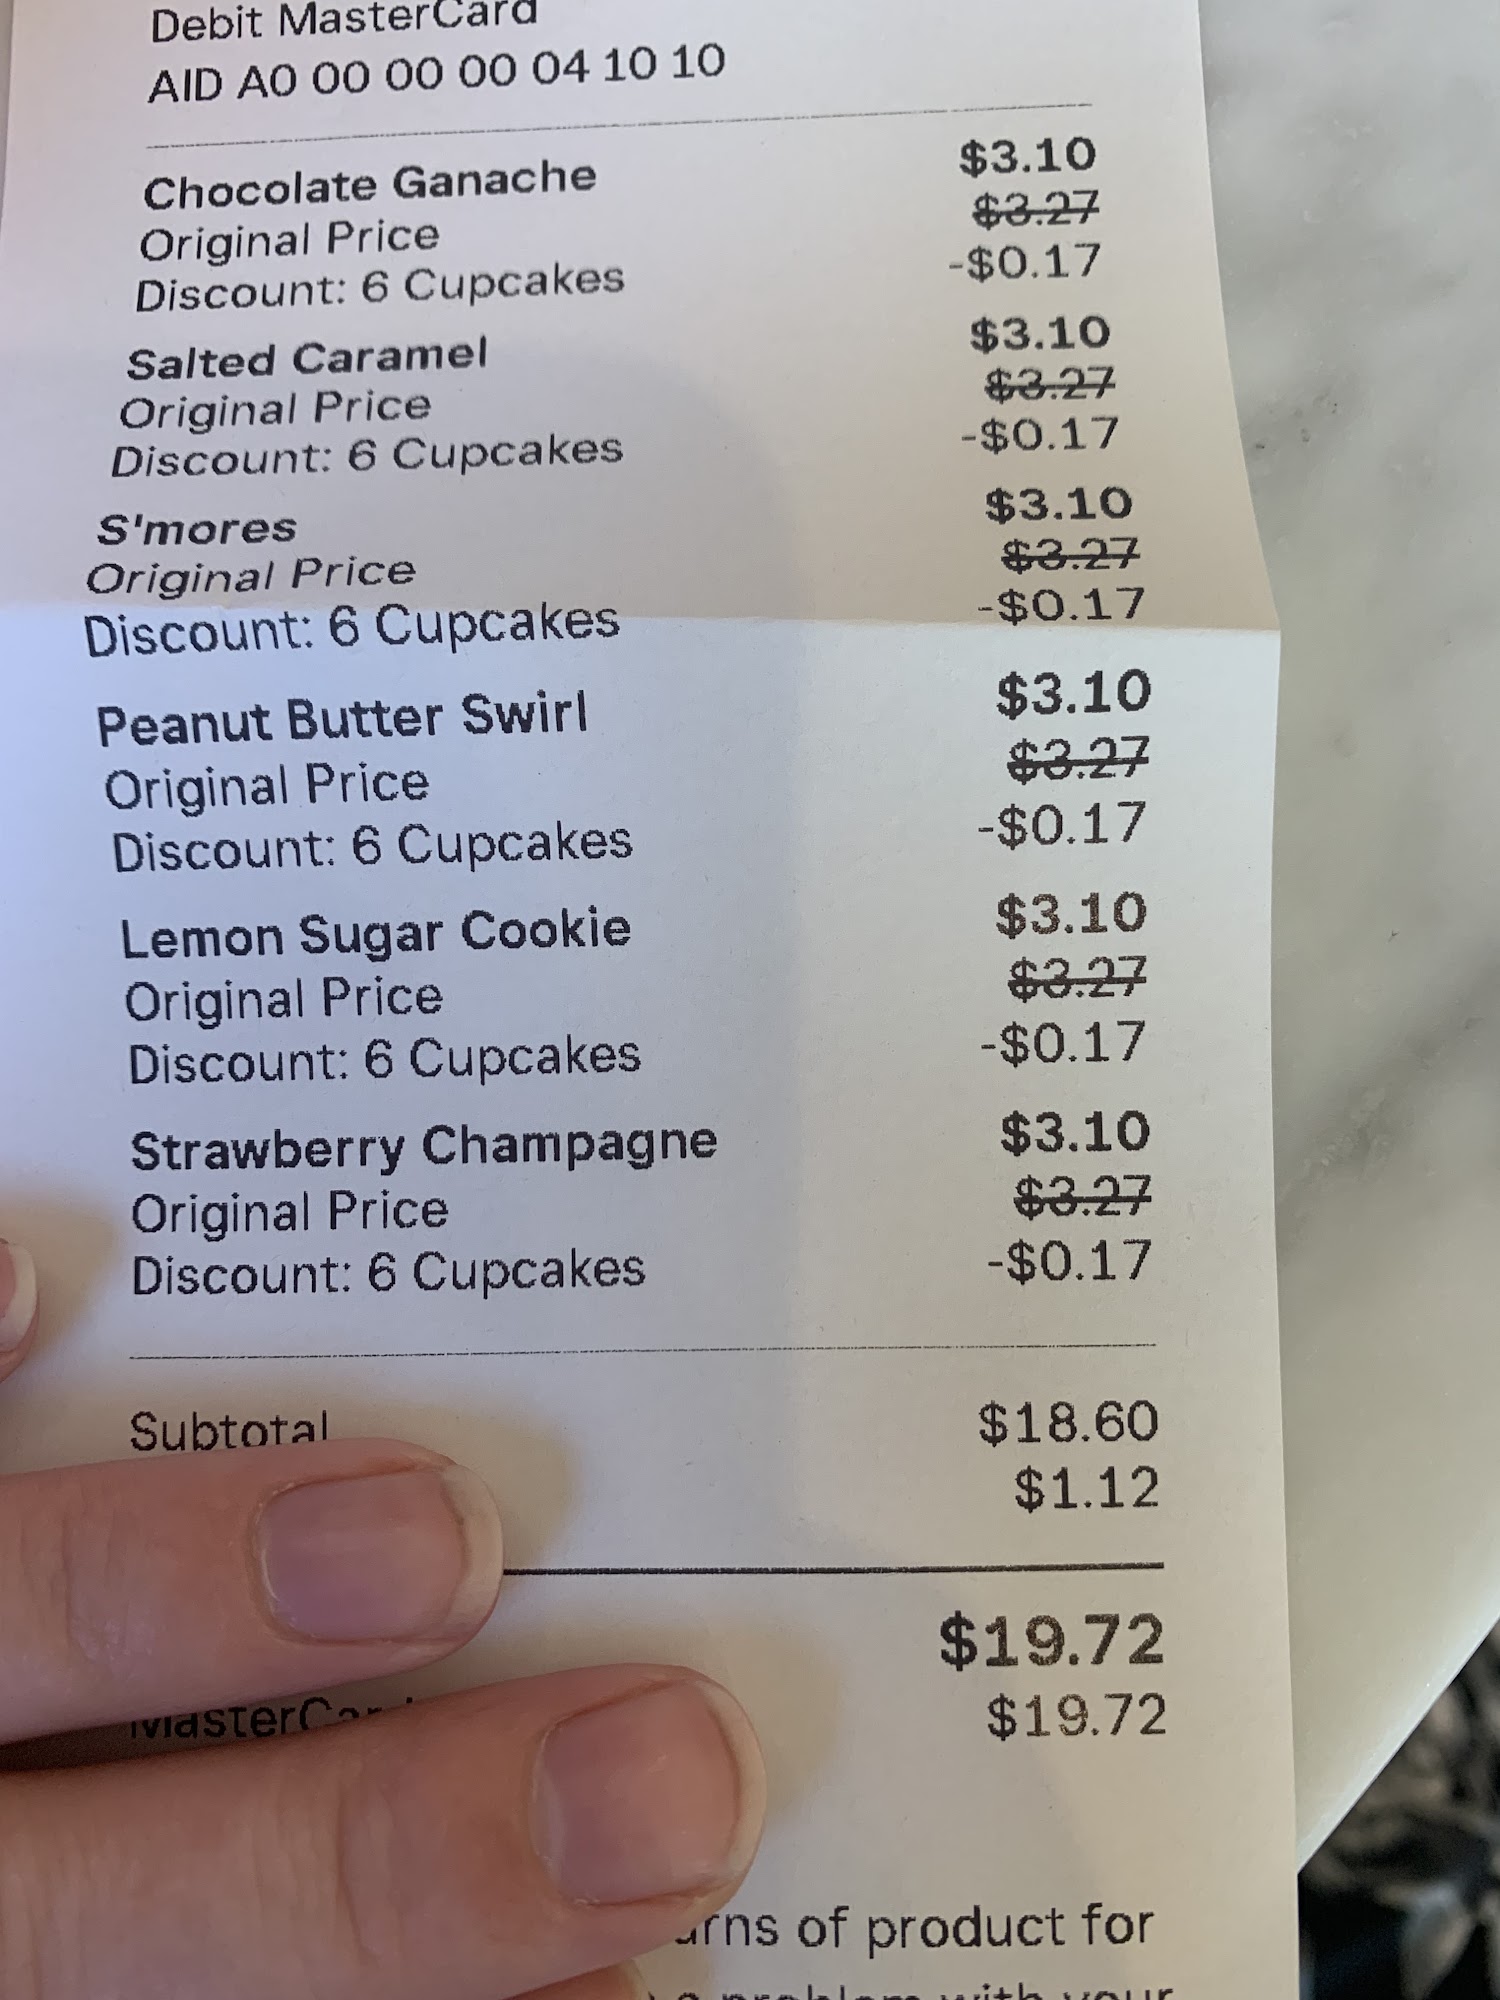 Debit MasterCard
AID A0 00 00 00 04 10 10
Chocolate Ganache $3.10
Original Price $3.27
Discount: 6 Cupcakes -$0.17
Salted Caramel $3.10
Original Price $3.27
Discount: 6 Cupcakes -$0.17
S'mores $3.10
Original Price $3.27
Discount: 6 Cupcakes -$0.17
Peanut Butter Swirl $3.10
Original Price $3.27
Discount: 6 Cupcakes -$0.17
Lemon Sugar Cookie $3.10
Original Price $3.27
Discount: 6 Cupcakes -$0.17
Strawberry Champagne $3.10
Original Price $3.27
Discount: 6 Cupcakes -$0.17
Subtotal $18.60
$1.12
$19.72
MasterCard $19.72
of product for
problem with your